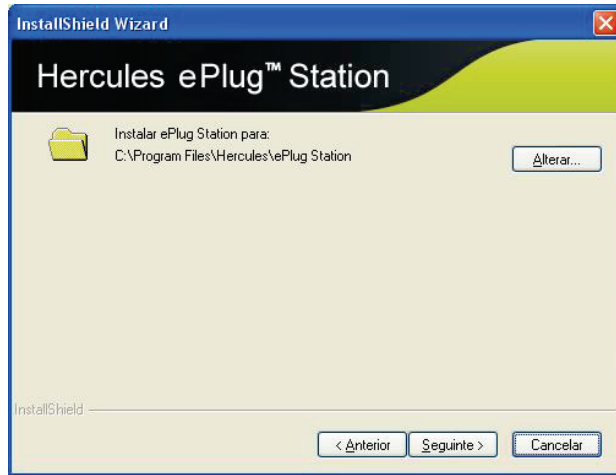 InstallShield Wizard
Hercules ePlug™ Station
Instalar ePlug Station para:
C:\Program Files\Hercules\ePlug Station
Alterar...
InstallShield
< Anterior
Seguinte >
Cancelar